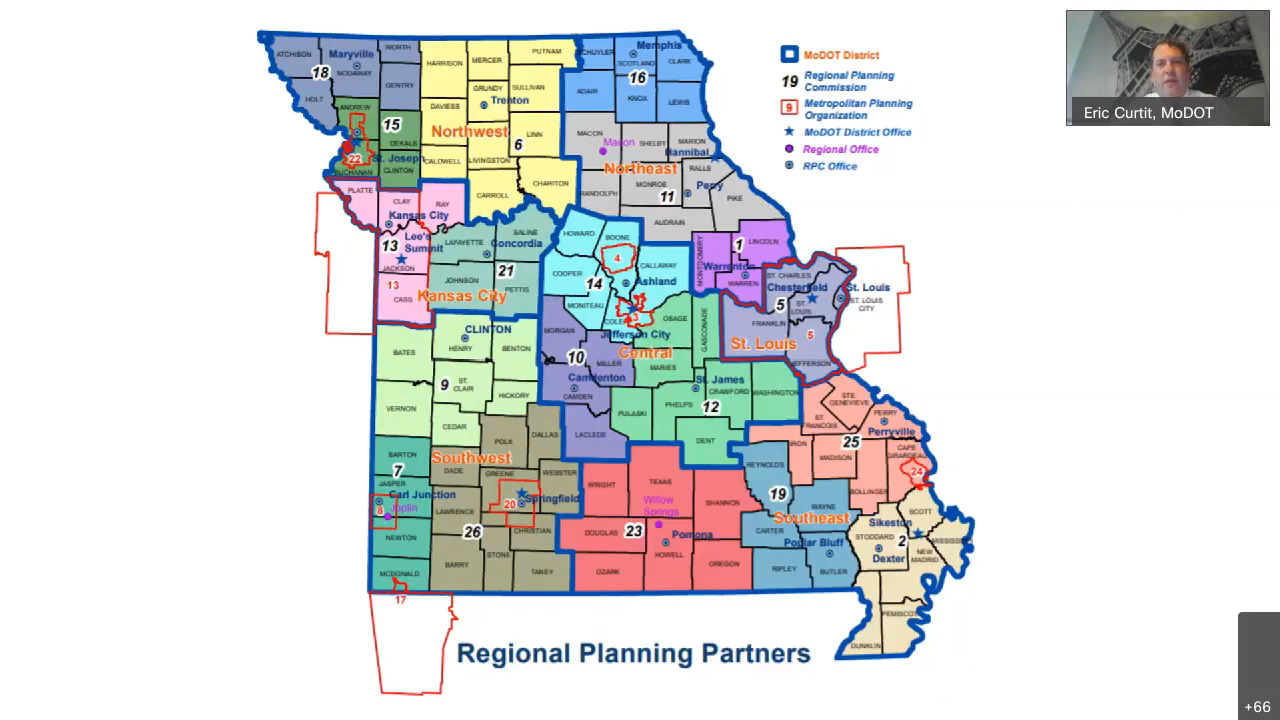 ATCHISON
Maryville
WORTH
NODAWAY
18
HOLT
GENTRY
ANDREW
15
DEKALB
22
St. Joseph
BUCHANAN
CLINTON
HARRISON
MERCER
PUTNAM
GRUNDY
SULLIVAN
Trenton
DAVIESS
Northwest
LINN
6
CALDWELL
LIVINGSTON
CHARITON
CARROLL
SCHUYLER
Memphis
SCOTLAND
CLARK
16
ADAIR
KNOX
LEWIS
MACON
Macon
SHELBY
MARION
Hannibal
Northeast
RALLS
MONROE
Perry
RANDOLPH
11
PIKE
AUDRAIN
PLATTE
CLAY
RAY
Kansas City
13
Lee's
Summit
JACKSON
13
CASS
Kansas City
LAFAYETTE
SALINE
Concordia
JOHNSON
21
PETTIS
HOWARD
BOONE
4
CALLAWAY
COOPER
14
Ashland
MONITEAU
COLE
3
OSAGE
Jefferson City
GASCONADE
MORGAN
Central
10
MILLER
MARIES
Camdenton
CAMDEN
LACLEDE
MONTGOMERY
1
LINCOLN
Warrenton
WARREN
ST. CHARLES
Chesterfield
St. Louis
5
ST.
LOUIS
ST. LOUIS
CITY
FRANKLIN
5
St. Louis
JEFFERSON
CLINTON
HENRY
BENTON
BATES
9
ST.
CLAIR
HICKORY
VERNON
CEDAR
St. James
CRAWFORD
WASHINGTON
PHELPS
12
PULASKI
DENT
POLK
DALLAS
BARTON
Southwest
DADE
7
GREENE
WEBSTER
JASPER
Carl Junction
8
Joplin
20
Springfield
LAWRENCE
NEWTON
26
CHRISTIAN
STONE
BARRY
TANEY
MCDONALD
17
WRIGHT
TEXAS
Willow
Springs
SHANNON
DOUGLAS
23
Pomona
HOWELL
OZARK
OREGON
STE.
GENEVIEVE
ST.
FRANCOIS
PERRY
Perryville
IRON
25
MADISON
CAPE
GIRARDEAU
24
BOLLINGER
REYNOLDS
19
WAYNE
Southeast
CARTER
Poplar Bluff
RIPLEY
BUTLER
SCOTT
Sikeston
STODDARD
2
MISSISSIPPI
Dexter
NEW
MADRID
PEMISCOT
DUNKLIN
MoDOT District
19 Regional Planning
Commission
9 Metropolitan Planning
Organization
MoDOT District Office
Regional Office
RPC Office
Regional Planning Partners
Eric Curtit, MoDOT
+66